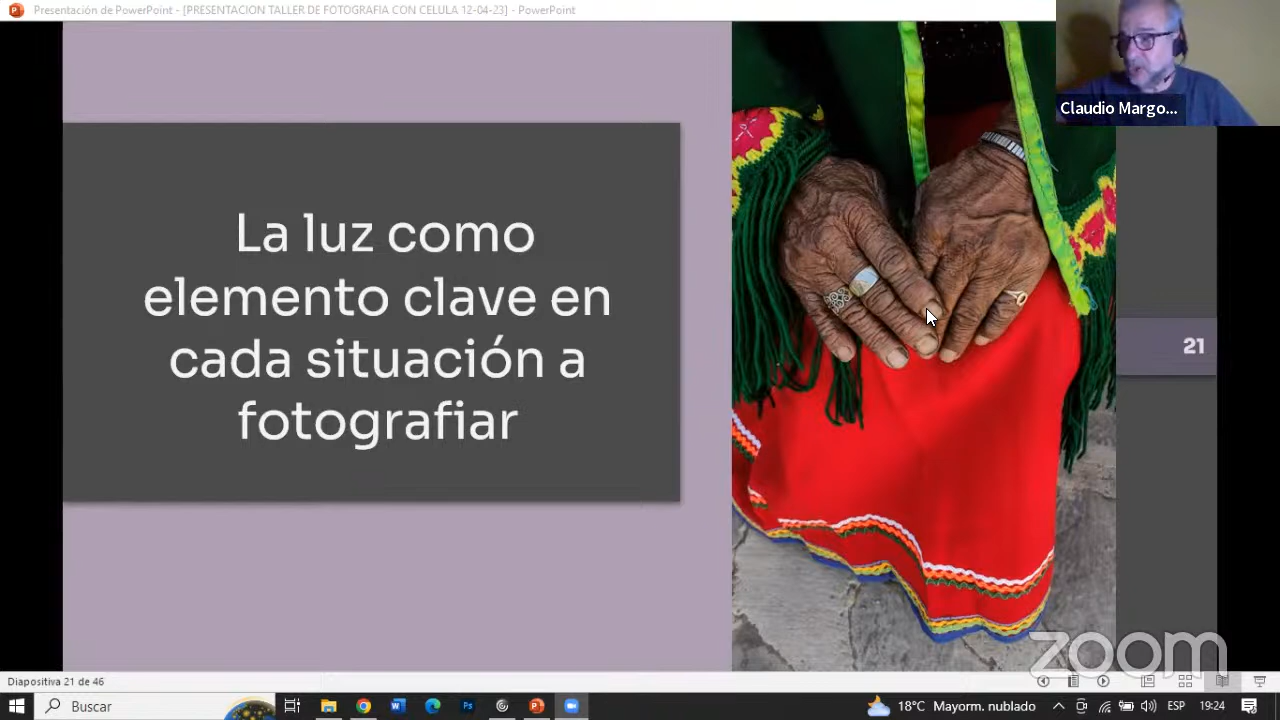 Presentación de PowerPoint - [PRESENTACION TALLER DE FOTOGRAFIA CON CELULA 12-04-23] - PowerPoint
Claudio Margo...
La luz como
elemento clave en
cada situación a
fotografiar
21
zoom
Diapositiva 21 de 46
Buscar
18°C Mayorm. nublado
ESP
19:24